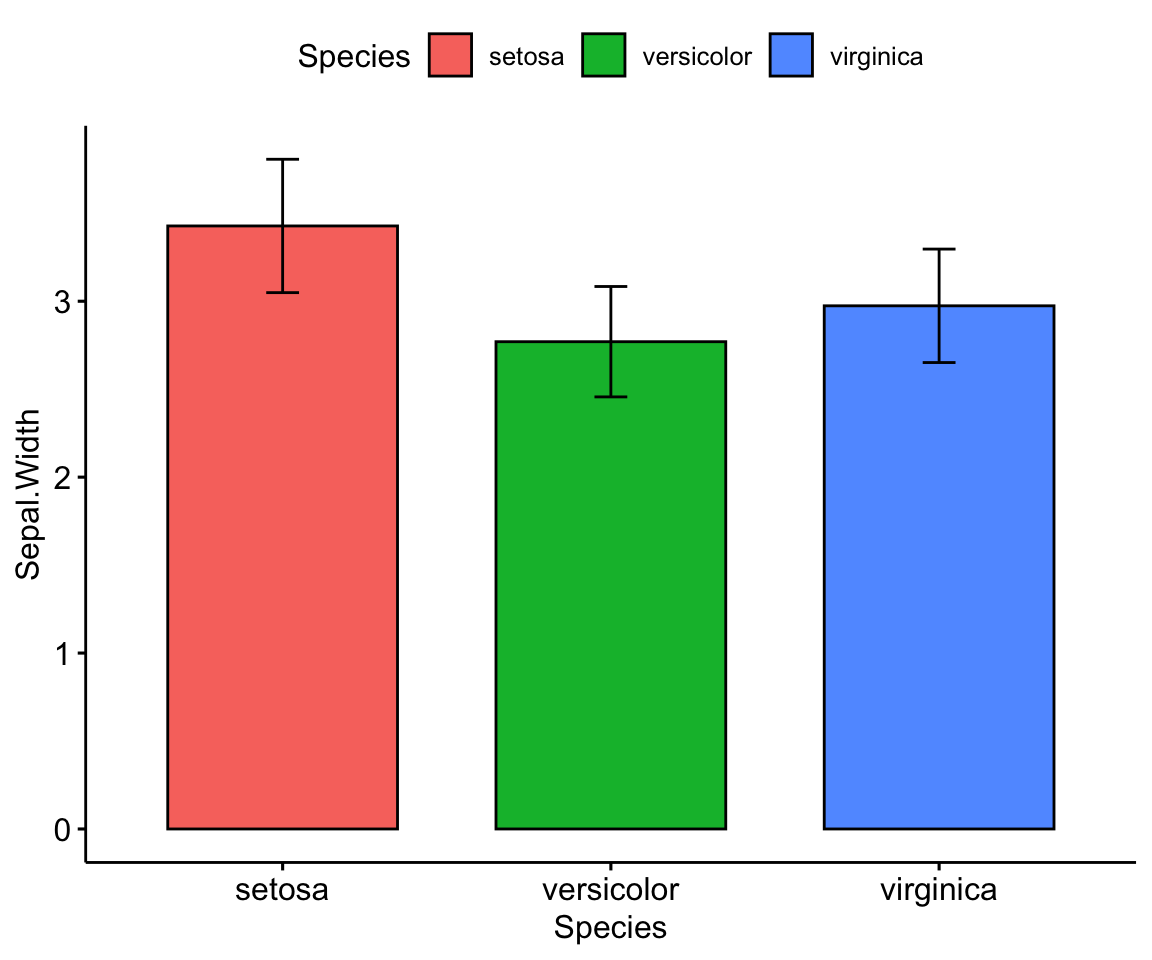 Species setosa versicolor virginica
Sepal.Width
3
2
1
0
setosa versicolor virginica
Species